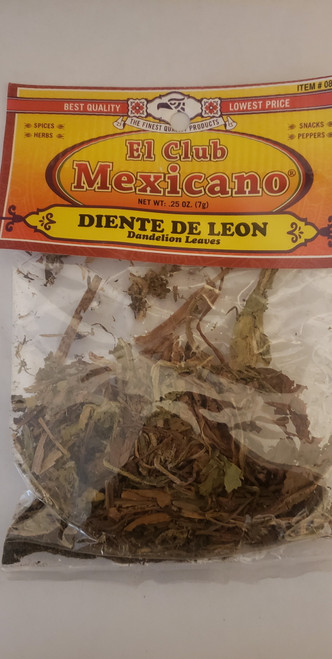 ITEM # 08
BEST QUALITY
LOWEST PRICE
THE FINEST QUALITY PRODUCTS
SPICES
HERBS
SNACKS
PEPPERS
El Club
Mexicano®
NET WT: .25 OZ. (7g)
DIENTE DE LEON
Dandelion Leaves